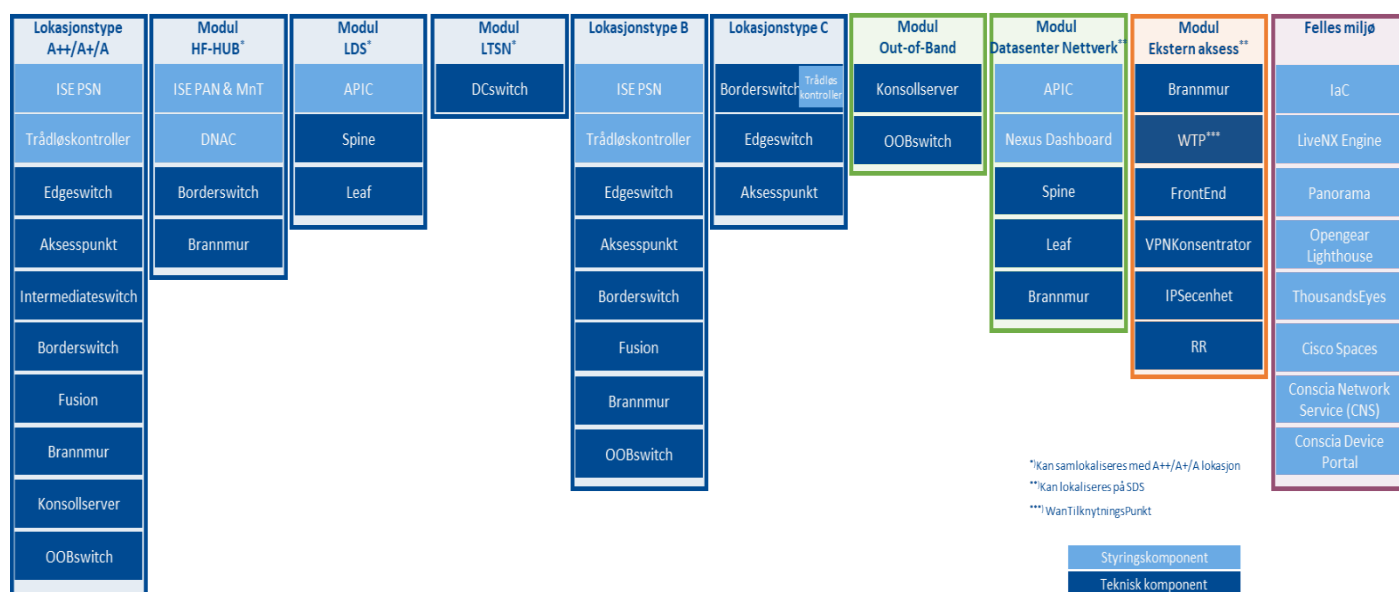 Lokasjonstype
A++/A+/A
ISE PSN
Trådløskontroller
Edgeswitch
Aksesspunkt
Intermediateswitch
Borderswitch
Fusion
Brannmur
Konsollserver
OOBswitch
Modul
HF-HUB*
ISE PAN & MnT
DNAC
Borderswitch
Brannmur
Modul
LDS*
APIC
Spine
Leaf
Modul
LTSN*
DCswitch
Lokasjonstype B
ISE PSN
Trådløskontroller
Edgeswitch
Aksesspunkt
Borderswitch
Fusion
Brannmur
OOBswitch
Lokasjonstype C
Borderswitch
Trådløs
kontroller
Edgeswitch
Aksesspunkt
Modul
Out-of-Band
Konsollserver
OOBswitch
Modul
Datasenter Nettverk**
APIC
Nexus Dashboard
Spine
Leaf
Brannmur
Modul
Ekstern aksess**
Brannmur
WTP***
FrontEnd
VPNKonsentrator
IPSecenhet
RR
Felles miljø
IaC
LiveNX Engine
Panorama
Opengear
Lighthouse
ThousandsEyes
Cisco Spaces
Conscia Network
Service (CNS)
Conscia Device
Portal
*)Kan samlokaliseres med A++/A+/A lokasjon
**)Kan lokaliseres på SDS
***) WanTilknytningsPunkt
Styringskomponent
Teknisk komponent